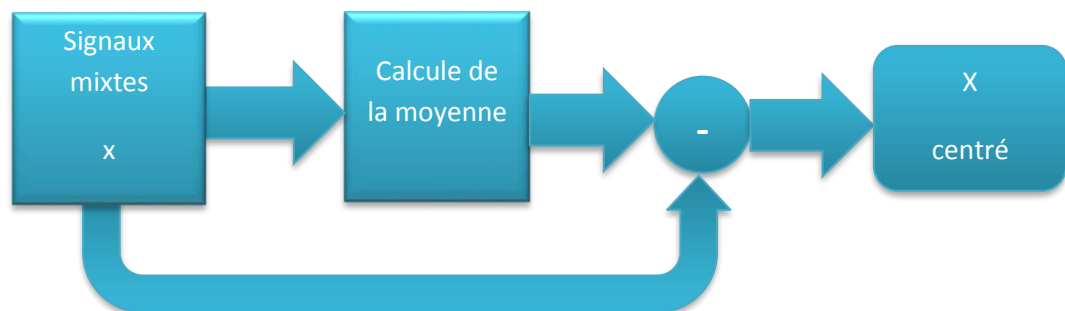 Signaux
mixtes
x
Calcule de
la moyenne
-
X
centré